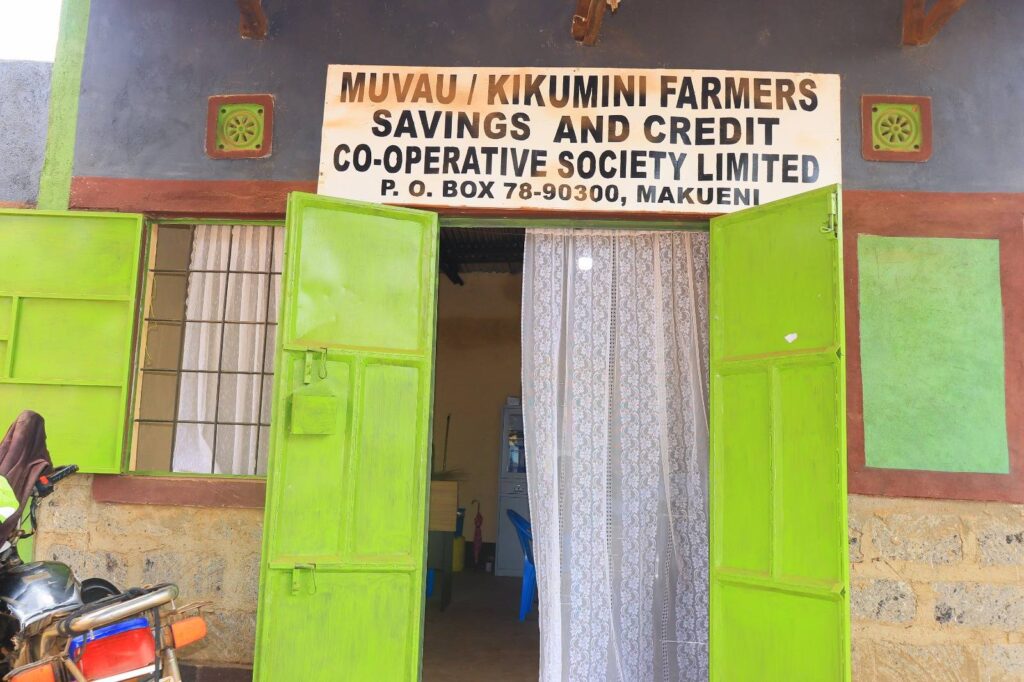 MUVAU / KIKUMINI FARMERS
SAVINGS AND CREDIT
CO-OPERATIVE SOCIETY LIMITED
P. O. BOX 78-90300, MAKUENI